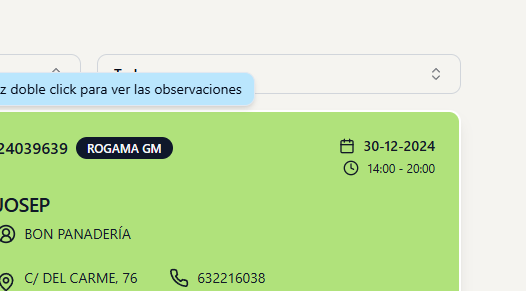 z doble click para ver las observaciones
24039639 ROGAMA GM 30-12-2024
14:00 - 20:00
JOSEP
BON PANADERÍA
C/ DEL CARME, 76 632216038